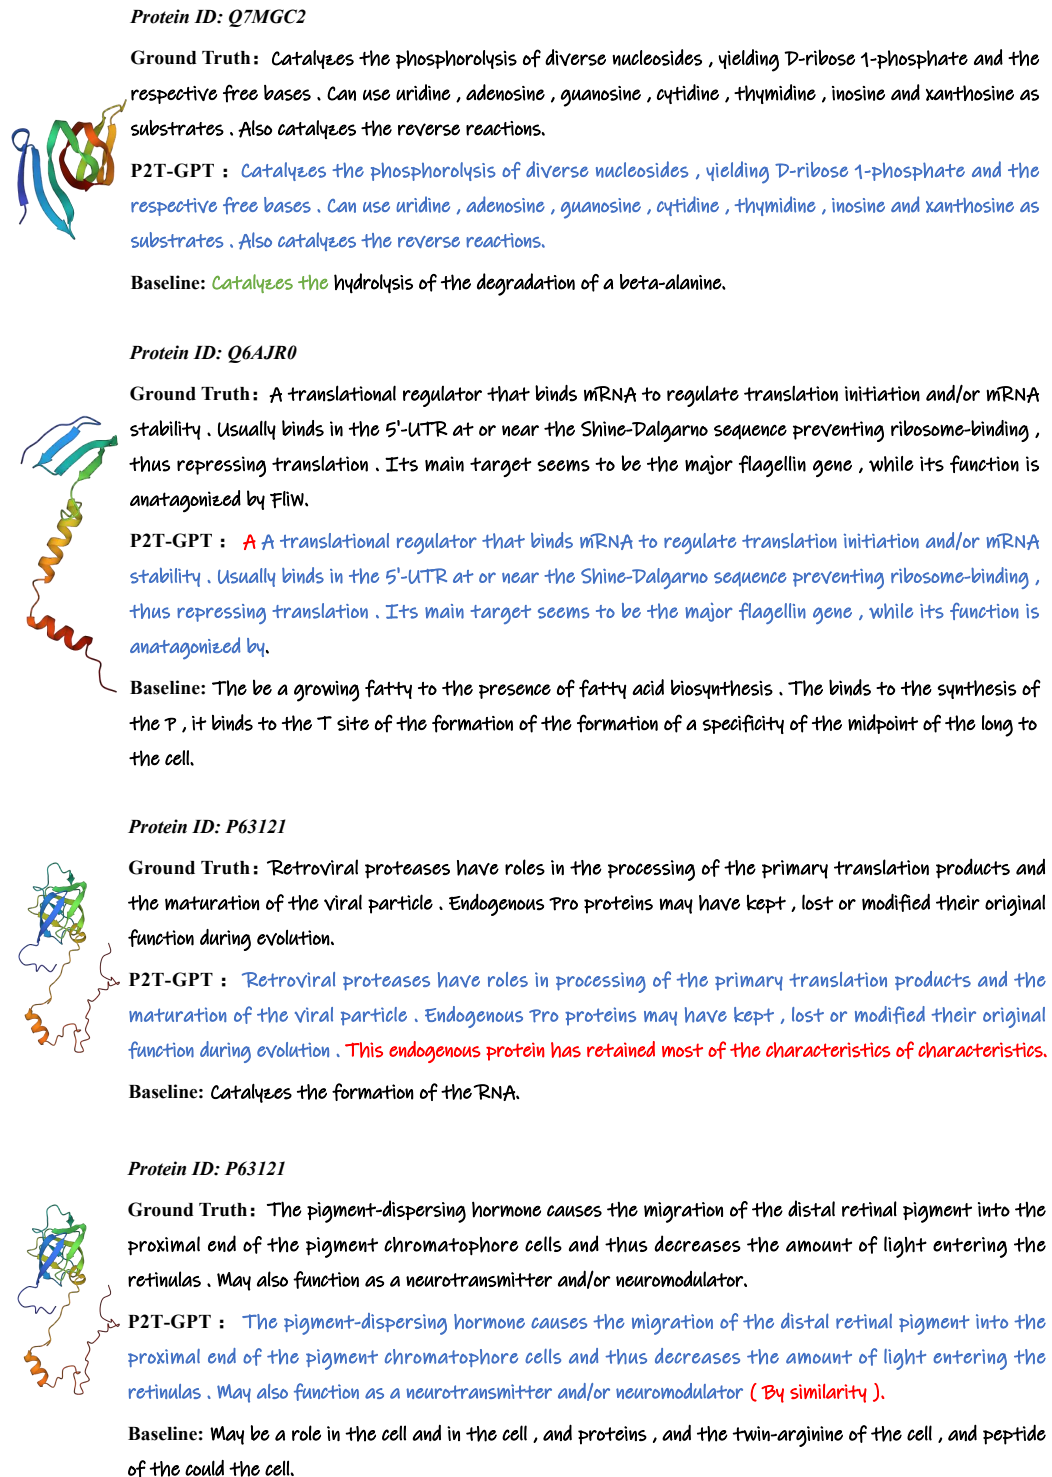 Protein ID: Q7MGC2
Ground Truth： Catalyzes the phosphorolysis of diverse nucleosides , yielding D-ribose 1-phosphate and the
respective free bases . Can use uridine , adenosine , guanosine , cytidine , thymidine , inosine and xanthosine as
substrates . Also catalyzes the reverse reactions.
P2T-GPT ： Catalyzes the phosphorolysis of diverse nucleosides , yielding D-ribose 1-phosphate and the
respective free bases . Can use uridine , adenosine , guanosine , cytidine , thymidine , inosine and xanthosine as
substrates . Also catalyzes the reverse reactions.
Baseline: Catalyzes the hydrolysis of the degradation of a beta-alanine.
Protein ID: Q6AJR0
Ground Truth： A translational regulator that binds mRNA to regulate translation initiation and/or mRNA
stability . Usually binds in the 5'-UTR at or near the Shine-Dalgarno sequence preventing ribosome-binding ,
thus repressing translation . Its main target seems to be the major flagellin gene , while its function is
anatagonized by FliW.
P2T-GPT ： A A translational regulator that binds mRNA to regulate translation initiation and/or mRNA
stability . Usually binds in the 5'-UTR at or near the Shine-Dalgarno sequence preventing ribosome-binding ,
thus repressing translation . Its main target seems to be the major flagellin gene , while its function is
anatagonized by.
Baseline: The be a growing fatty to the presence of fatty acid biosynthesis . The binds to the synthesis of
the P , it binds to the T site of the formation of the formation of a specificity of the midpoint of the long to
the cell.
Protein ID: P63121
Ground Truth： Retroviral proteases have roles in the processing of the primary translation products and
the maturation of the viral particle . Endogenous Pro proteins may have kept , lost or modified their original
function during evolution.
P2T-GPT ： Retroviral proteases have roles in processing of the primary translation products and the
maturation of the viral particle . Endogenous Pro proteins may have kept , lost or modified their original
function during evolution . This endogenous protein has retained most of the characteristics of characteristics.
Baseline: Catalyzes the formation of the RNA.
Protein ID: P63121
Ground Truth： The pigment-dispersing hormone causes the migration of the distal retinal pigment into the
proximal end of the pigment chromatophore cells and thus decreases the amount of light entering the
retinulas . May also function as a neurotransmitter and/or neuromodulator.
P2T-GPT ： The pigment-dispersing hormone causes the migration of the distal retinal pigment into the
proximal end of the pigment chromatophore cells and thus decreases the amount of light entering the
retinulas . May also function as a neurotransmitter and/or neuromodulator ( By similarity ).
Baseline: May be a role in the cell and in the cell , and proteins , and the twin-arginine of the cell , and peptide
of the could the cell.